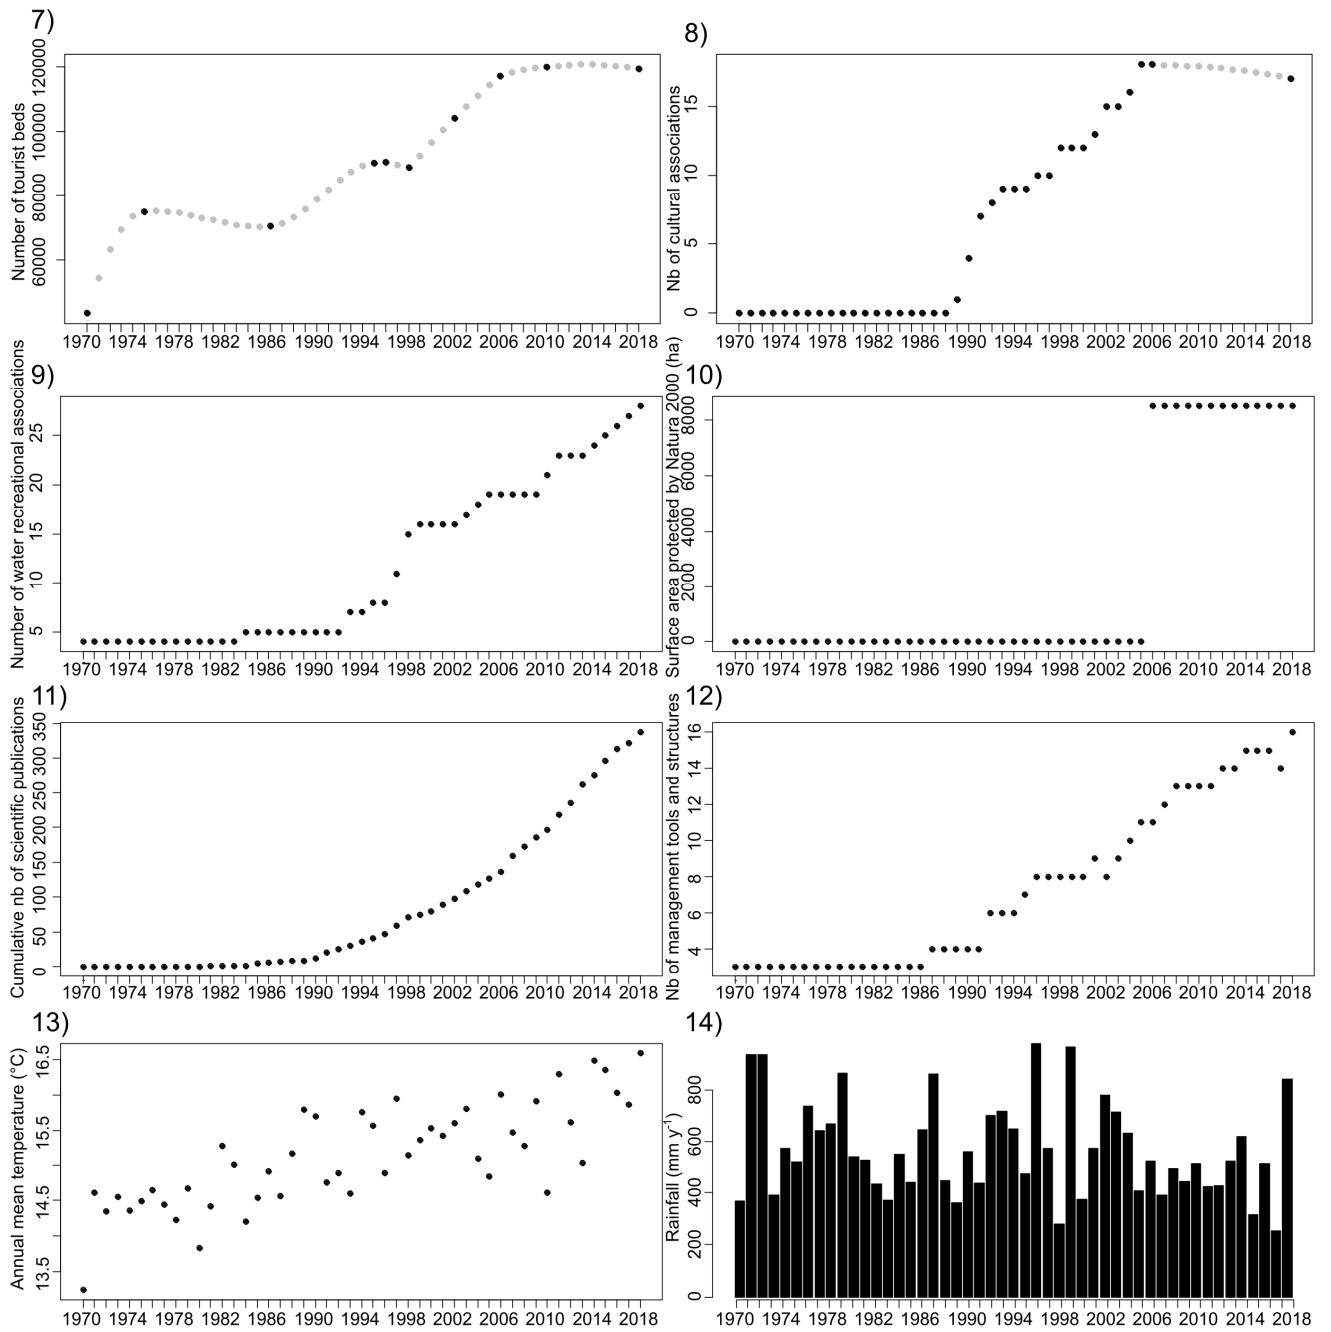 7)
Number of tourist beds
60000 80000 100000 120000
1970 1974 1978 1982 1986 1990 1994 1998 2002 2006 2010 2014 2018
8)
Nb of cultural associations
0 5 10 15
1970 1974 1978 1982 1986 1990 1994 1998 2002 2006 2010 2014 2018
9)
Number of water recreational associations
5 10 15 20 25
1970 1974 1978 1982 1986 1990 1994 1998 2002 2006 2010 2014 2018
10)
Surface area protected by Natura 2000 (ha)
0 2000 4000 6000 8000
1970 1974 1978 1982 1986 1990 1994 1998 2002 2006 2010 2014 2018
11)
Cumulative nb of scientific publications
0 50 100 150 200 250 300 350
1970 1974 1978 1982 1986 1990 1994 1998 2002 2006 2010 2014 2018
12)
Nb of management tools and structures
4 6 8 10 12 14 16
1970 1974 1978 1982 1986 1990 1994 1998 2002 2006 2010 2014 2018
13)
Annual mean temperature (°C)
13.5 14.5 15.5 16.5
1970 1974 1978 1982 1986 1990 1994 1998 2002 2006 2010 2014 2018
14)
Rainfall (mm y⁻¹)
0 200 400 600 800
1970 1974 1978 1982 1986 1990 1994 1998 2002 2006 2010 2014 2018